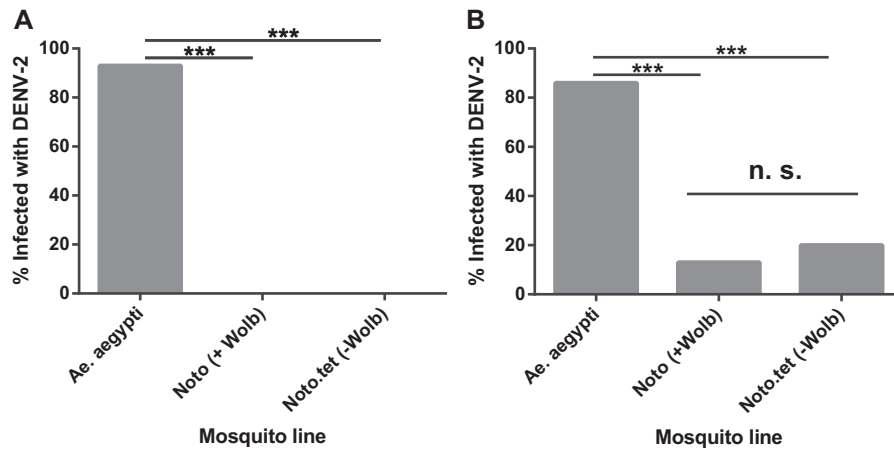 A
% Infected with DENV-2
100
80
60
40
20
0
***
***
Ae. aegypti
Noto (+ Wolb)
Noto.tet (-Wolb)
Mosquito line
B
% Infected with DENV-2
100
80
60
40
20
0
***
***
n. s.
Ae. aegypti
Noto (+Wolb)
Noto.tet (-Wolb)
Mosquito line